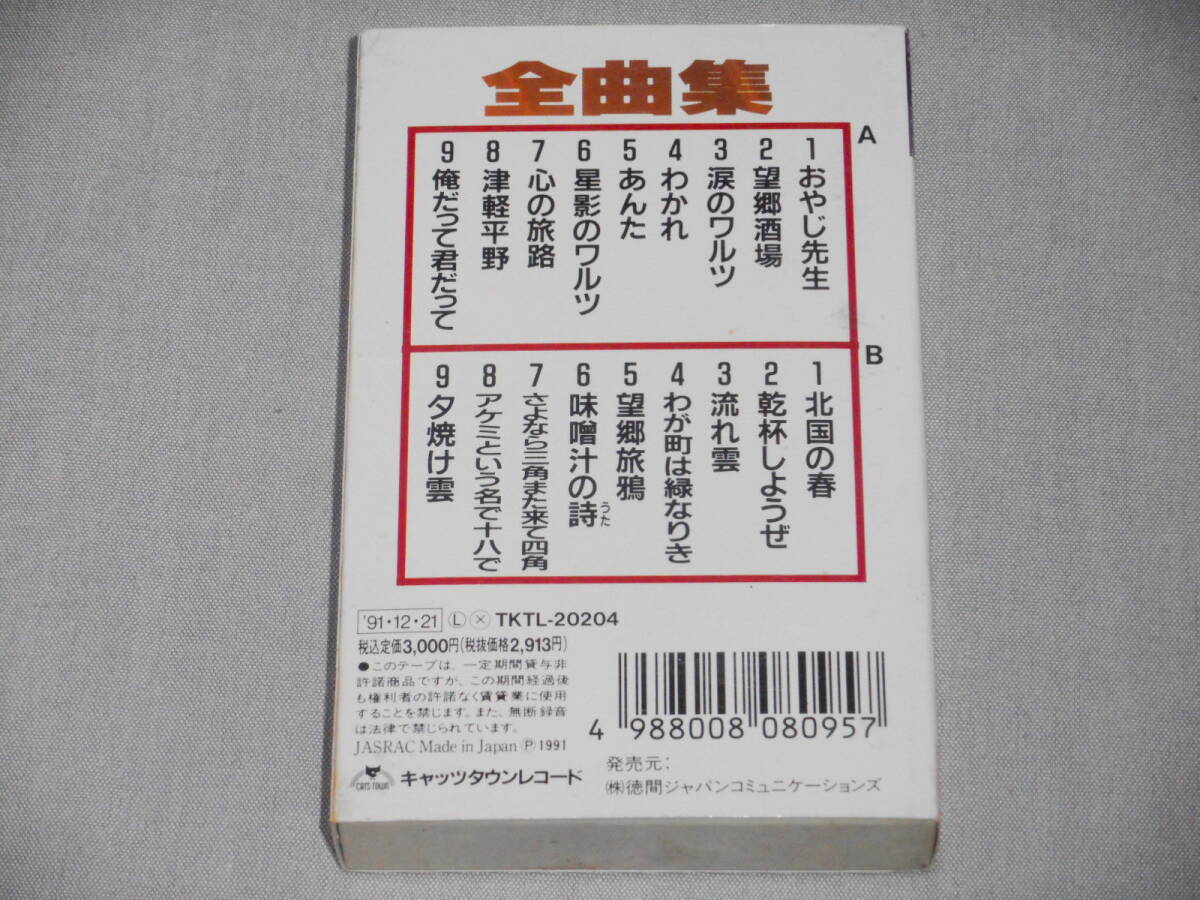 全曲集
A
1 おやじ先生
2 望郷酒場
3 涙のワルツ
4 わかれ
5 あんた
6 星影のワルツ
7 心の旅路
8 津軽平野
9 俺だって君だって
B
1 北国の春
2 乾杯しようぜ
3 流れ雲
4 わが町は緑なりき
5 望郷旅鴉
6 味噌汁の詩
うた
7 さよなら三角また来て四角
8 アケミという名で十八で
9 夕焼け雲
'91・12・21 Ⓛ Ⓧ TKTL-20204
税込定価3,000円(税抜価格2,913円)
●このテープは、一定期間貸与非
許諾商品ですが、この期間経過後
も権利者の許諾なく賃貸業に使用
することを禁じます。また、無断録音
は法律で禁じられています。
JASRAC Made in Japan Ⓟ 1991
CATS TOWN キャッツタウンレコード
4 988008 080957
発売元：
㈱徳間ジャパンコミュニケーションズ